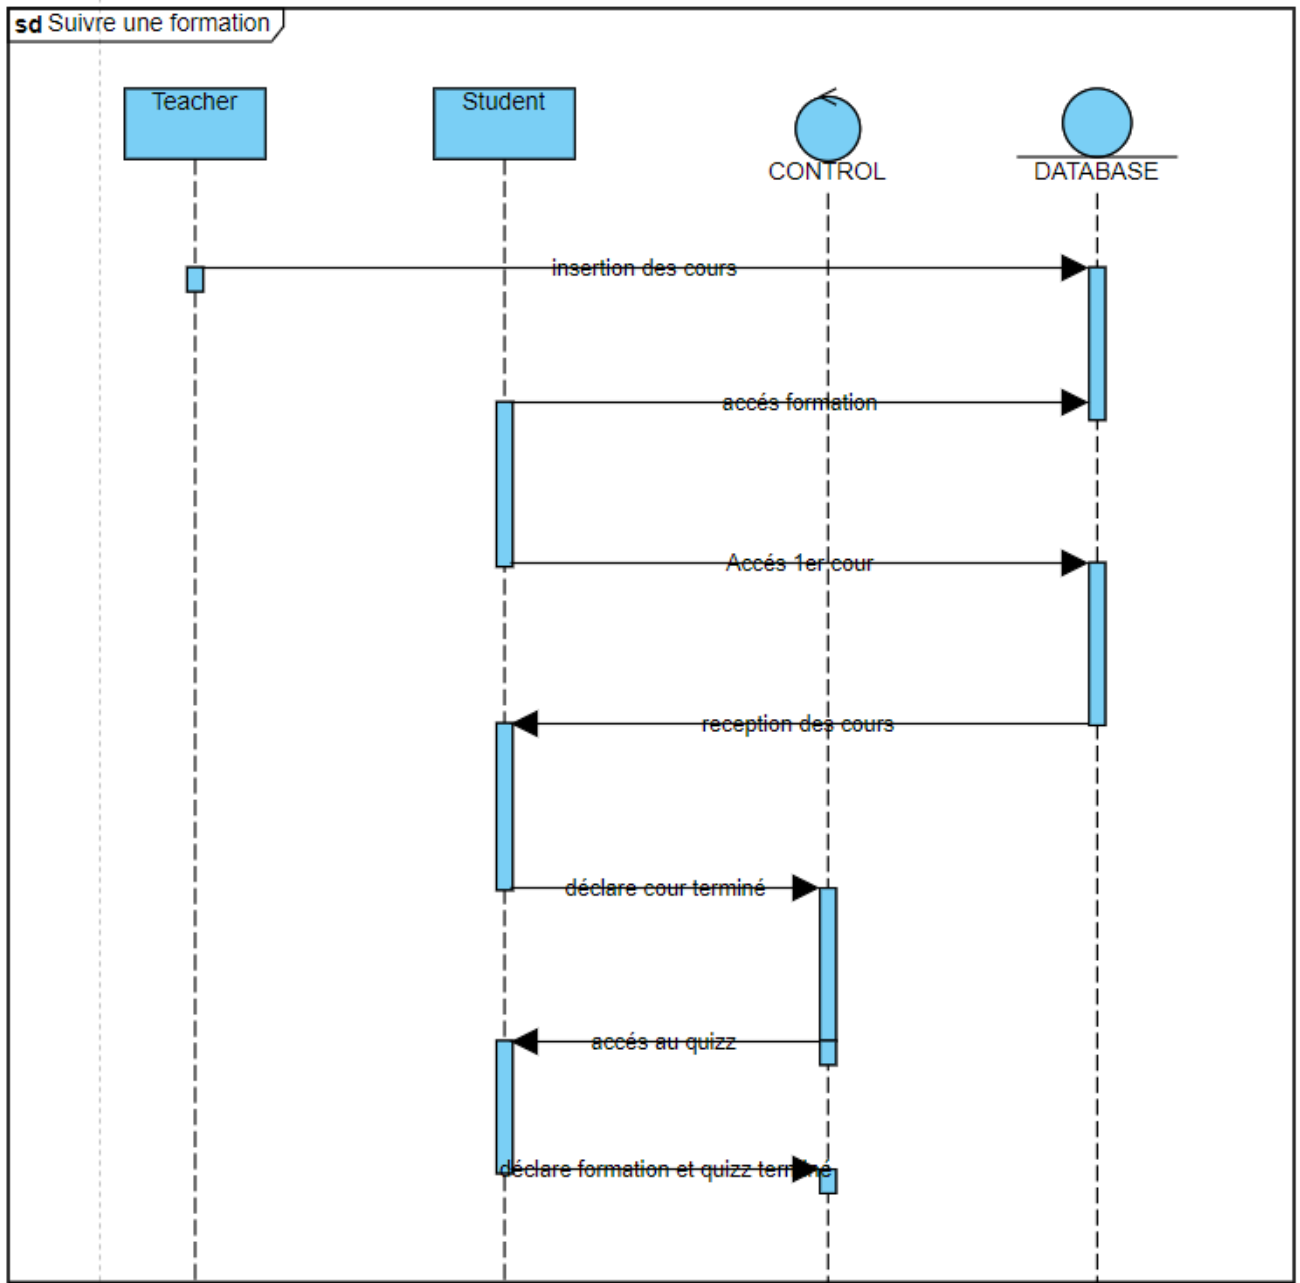 sd Suivre une formation
Teacher
Student
CONTROL
DATABASE
insertion des cours
accés formation
Accés 1er cour
reception des cours
déclare cour terminé
accés au quizz
déclare formation et quizz terminé